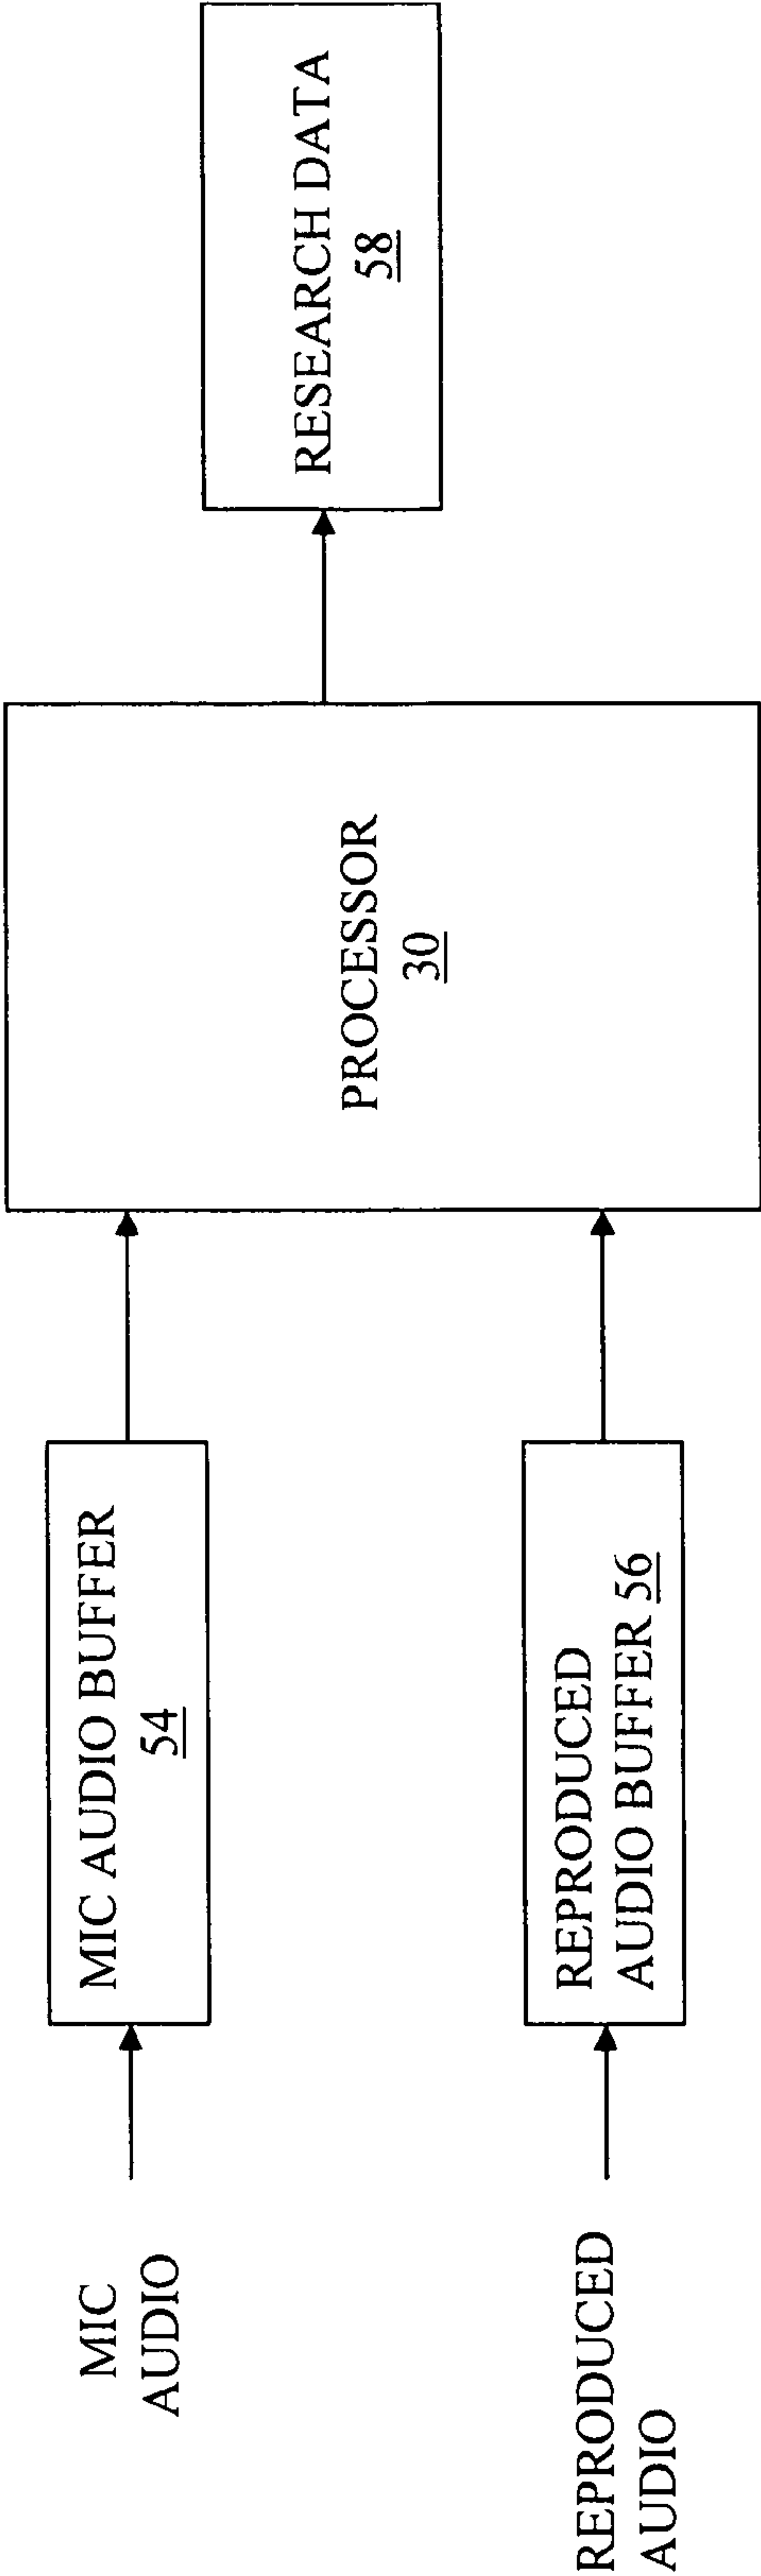 MIC
AUDIO
MIC AUDIO BUFFER
54
REPRODUCED
AUDIO
REPRODUCED
AUDIO BUFFER 56
PROCESSOR
30
RESEARCH DATA
58